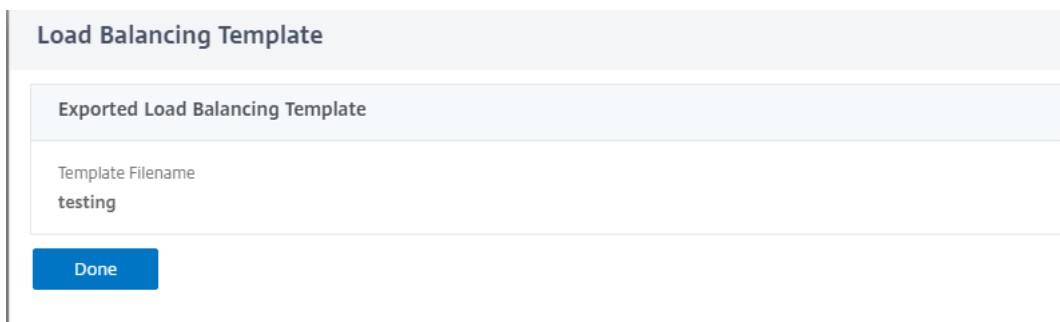 Load Balancing Template
Exported Load Balancing Template
Template Filename
testing
Done